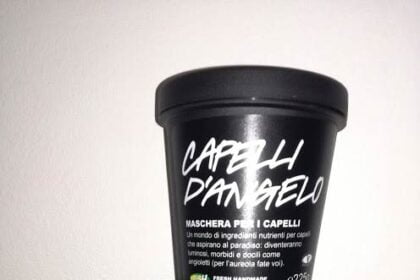 CAPELLI
D'ANGELO
MASCHERA PER I CAPELLI
Un mondo di ingredienti nutrienti per capelli
che aspirano al paradiso: diventeranno
luminosi, morbidi e docili come
angioletti (per l'aureola fate voi).
FRESH HANDMADE
225g